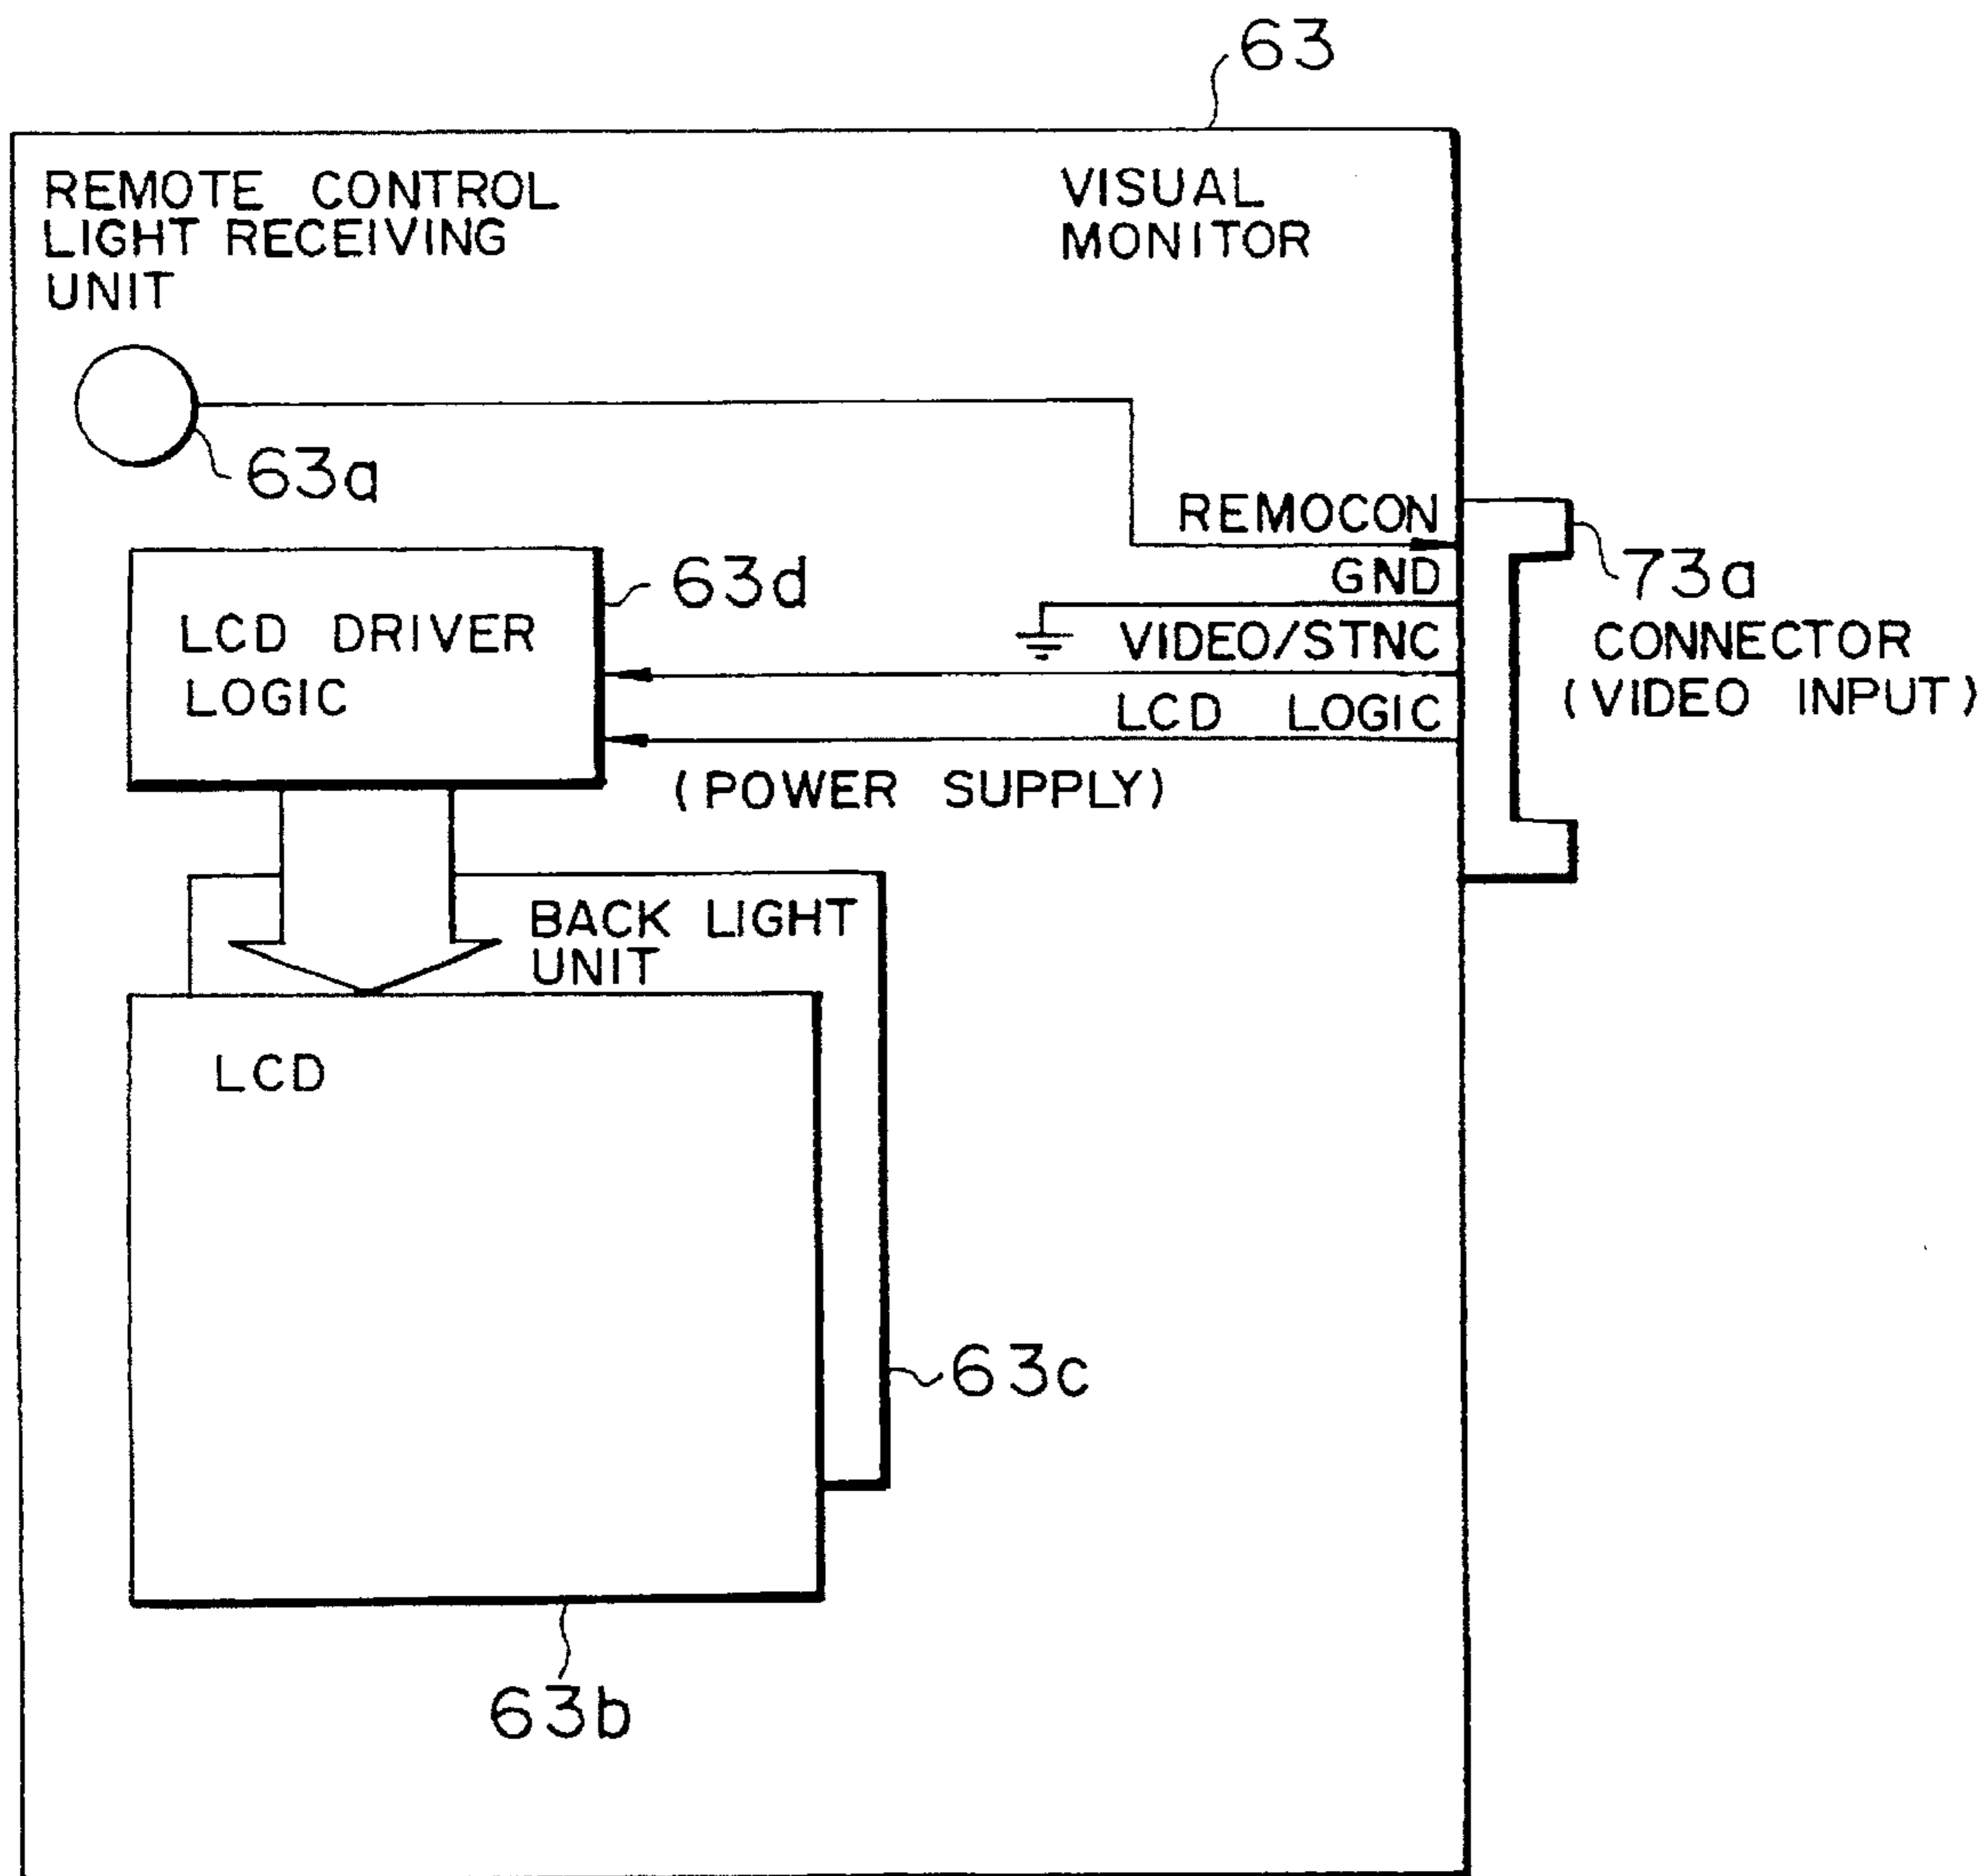 63
REMOTE CONTROL
LIGHT RECEIVING
UNIT
VISUAL
MONITOR
63a
REMOCON
GND
VIDEO/STNC
LCD LOGIC
(POWER SUPPLY)
73a
CONNECTOR
(VIDEO INPUT)
63d
LCD DRIVER
LOGIC
BACK LIGHT
UNIT
LCD
63c
63b